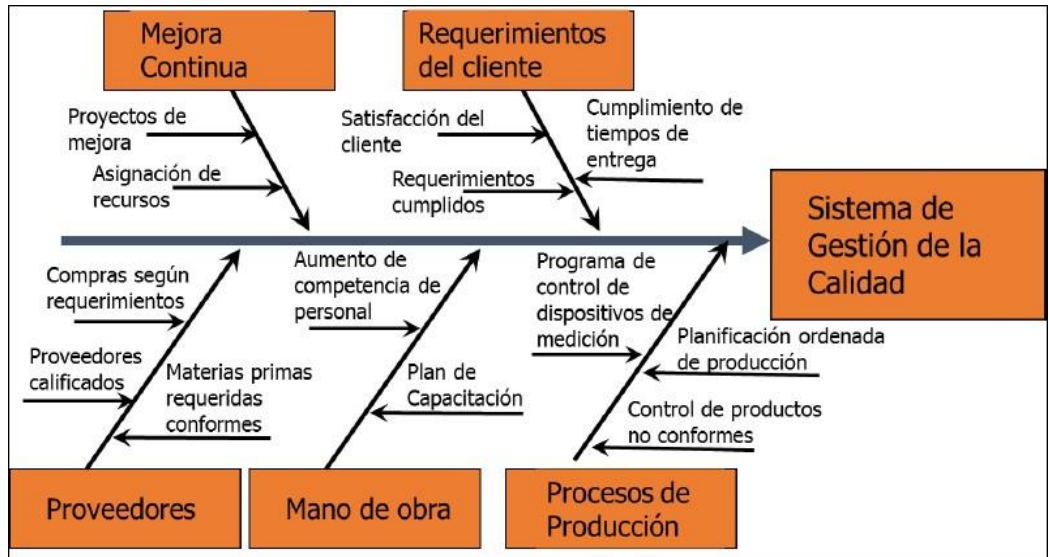 Mejora
Continua
Requerimientos
del cliente
Proyectos de
mejora
Asignación de
recursos
Satisfacción del
cliente
Requerimientos
cumplidos
Cumplimiento de
tiempos de
entrega
Sistema de
Gestión de la
Calidad
Compras según
requerimientos
Proveedores
calificados
Materias primas
requeridas
conformes
Aumento de
competencia de
personal
Plan de
Capacitación
Programa de
control de
dispositivos de
medición
Planificación ordenada
de producción
Control de productos
no conformes
Proveedores
Mano de obra
Procesos de
Producción